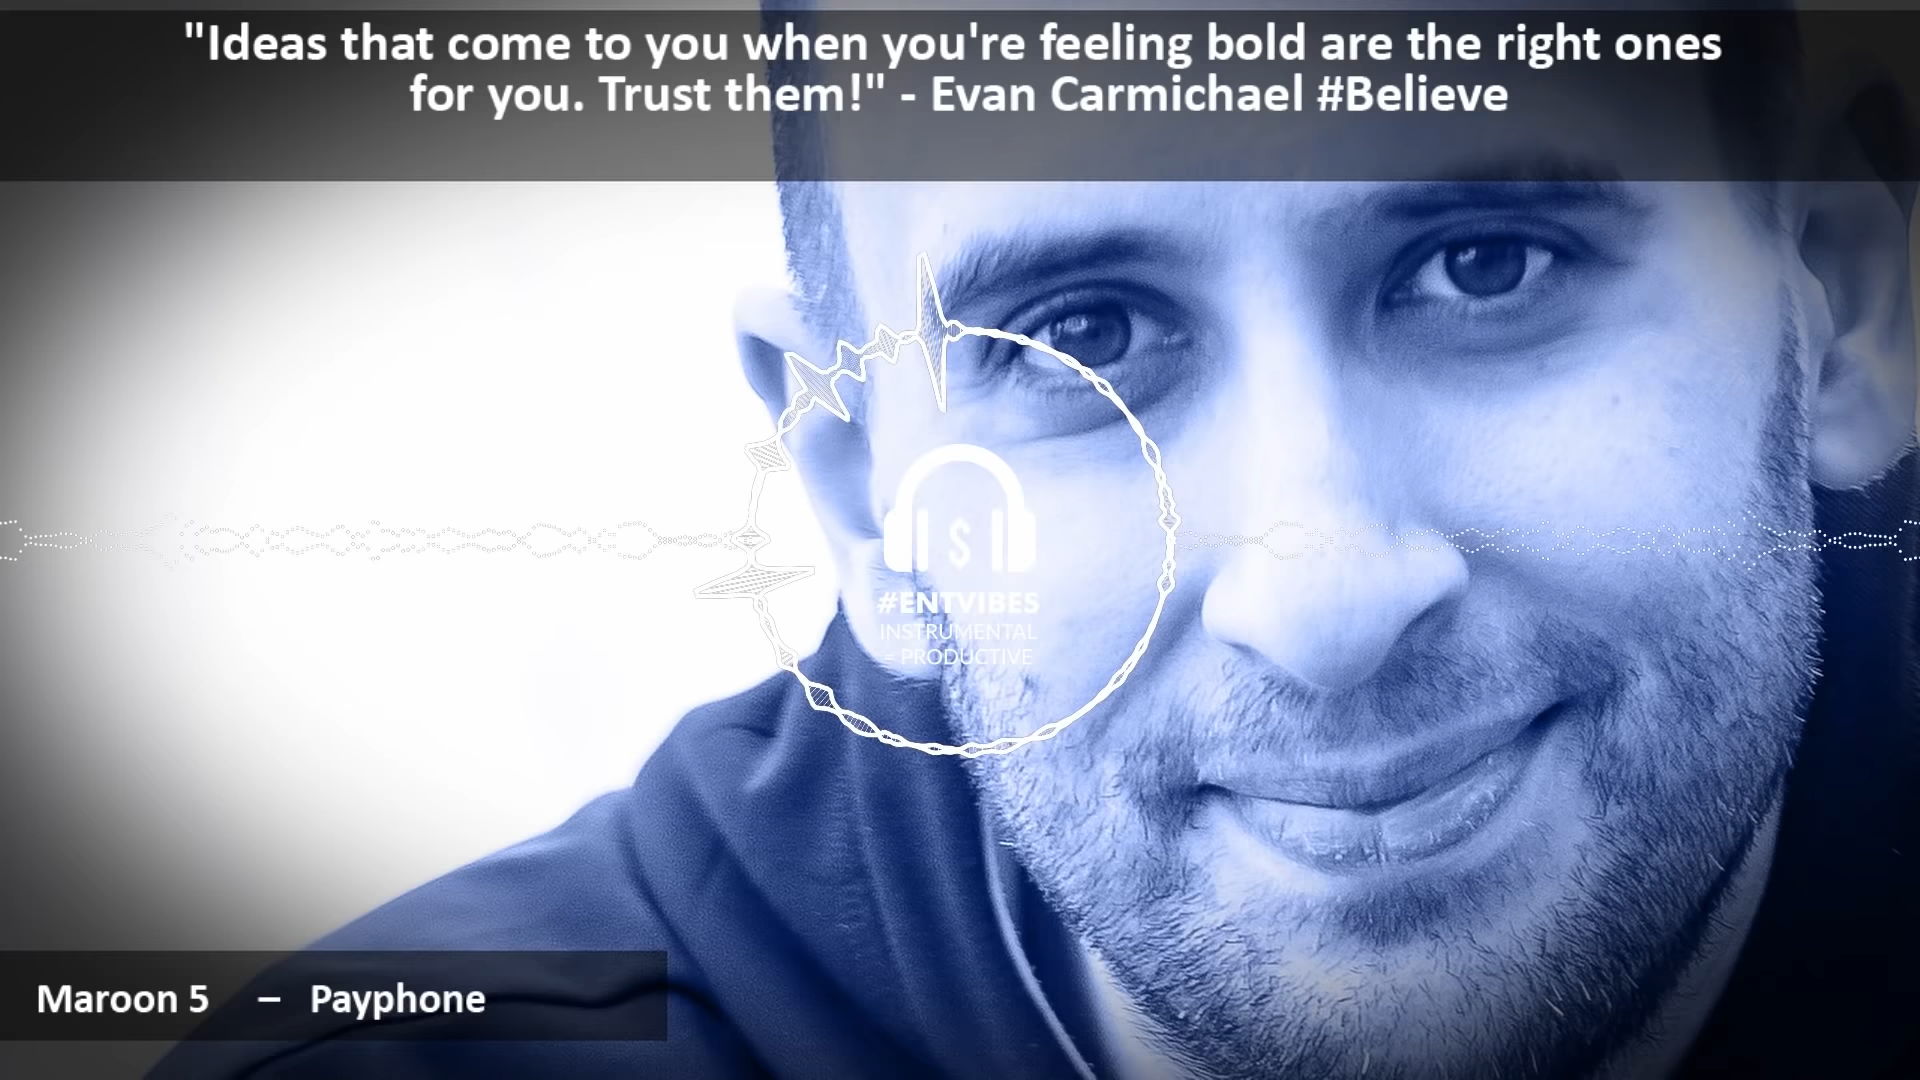 "Ideas that come to you when you're feeling bold are the right ones
for you. Trust them!" - Evan Carmichael #Believe
$
#ENTVIBES
INSTRUMENTAL
= PRODUCTIVE
Maroon 5 – Payphone